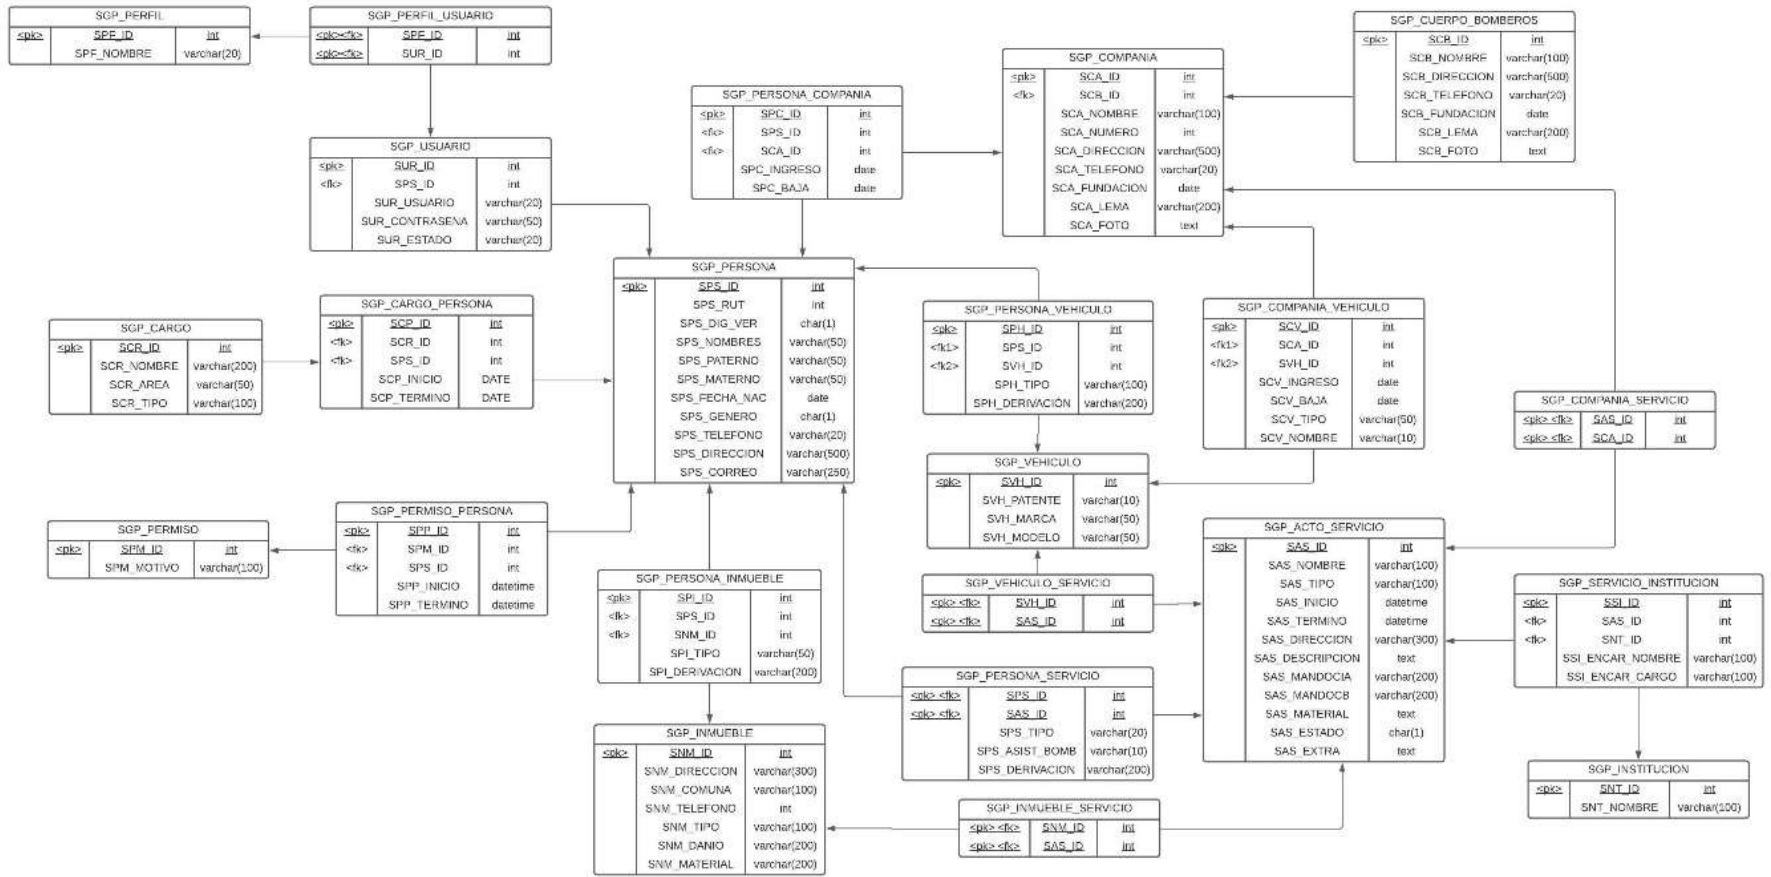 SGP_PERFIL
<pk> SPF_ID int
SPF_NOMBRE varchar(20)
SGP_PERFIL_USUARIO
<pk><fk> SPF_ID int
<pk><fk> SUR_ID int
SGP_USUARIO
<pk> SUR_ID int
<fk> SPS_ID int
SUR_USUARIO varchar(20)
SUR_CONTRASENA varchar(50)
SUR_ESTADO varchar(20)
SGP_PERSONA_COMPANIA
<pk> SPC_ID int
<fk> SPS_ID int
<fk> SCA_ID int
SPC_INGRESO date
SPC_BAJA date
SGP_COMPANIA
<pk> SCA_ID int
<fk> SCB_ID int
SCA_NOMBRE varchar(100)
SCA_NUMERO int
SCA_DIRECCION varchar(500)
SCA_TELEFONO varchar(20)
SCA_FUNDACION date
SCA_LEMA varchar(200)
SCA_FOTO text
SGP_CUERPO_BOMBEROS
<pk> SCB_ID int
SCB_NOMBRE varchar(100)
SCB_DIRECCION varchar(500)
SCB_TELEFONO varchar(20)
SCB_FUNDACION date
SCB_LEMA varchar(200)
SCB_FOTO text
SGP_CARGO
<pk> SCR_ID int
SCR_NOMBRE varchar(200)
SCR_AREA varchar(50)
SCR_TIPO varchar(100)
SGP_CARGO_PERSONA
<pk> SCP_ID int
<fk> SCR_ID int
<fk> SPS_ID int
SCP_INICIO DATE
SCP_TERMINO DATE
SGP_PERSONA
<pk> SPS_ID int
SPS_RUT int
SPS_DIG_VER char(1)
SPS_NOMBRES varchar(50)
SPS_PATERNO varchar(50)
SPS_MATERNO varchar(50)
SPS_FECHA_NAC date
SPS_GENERO char(1)
SPS_TELEFONO varchar(20)
SPS_DIRECCION varchar(500)
SPS_CORREO varchar(250)
SGP_PERSONA_VEHICULO
<pk> SPH_ID int
<fk1> SPS_ID int
<fk2> SVH_ID int
SPH_TIPO varchar(100)
SPH_DERIVACIÓN varchar(200)
SGP_COMPANIA_VEHICULO
<pk> SCV_ID int
<fk1> SCA_ID int
<fk2> SVH_ID int
SCV_INGRESO date
SCV_BAJA date
SCV_TIPO varchar(50)
SCV_NOMBRE varchar(10)
SGP_COMPANIA_SERVICIO
<pk> <fk> SAS_ID int
<pk> <fk> SCA_ID int
SGP_VEHICULO
<pk> SVH_ID int
SVH_PATENTE varchar(10)
SVH_MARCA varchar(50)
SVH_MODELO varchar(50)
SGP_PERMISO
<pk> SPM_ID int
SPM_MOTIVO varchar(100)
SGP_PERMISO_PERSONA
<pk> SPP_ID int
<fk> SPM_ID int
<fk> SPS_ID int
SPP_INICIO datetime
SPP_TERMINO datetime
SGP_PERSONA_INMUEBLE
<pk> SPI_ID int
<fk> SPS_ID int
<fk> SNM_ID int
SPI_TIPO varchar(50)
SPI_DERIVACION varchar(200)
SGP_VEHICULO_SERVICIO
<pk> <fk> SVH_ID int
<pk> <fk> SAS_ID int
SGP_ACTO_SERVICIO
<pk> SAS_ID int
SAS_NOMBRE varchar(100)
SAS_TIPO varchar(100)
SAS_INICIO datetime
SAS_TERMINO datetime
SAS_DIRECCION varchar(300)
SAS_DESCRIPCION text
SAS_MANDOCIA varchar(200)
SAS_MANDOCB varchar(200)
SAS_MATERIAL text
SAS_ESTADO char(1)
SAS_EXTRA text
SGP_SERVICIO_INSTITUCION
<pk> SSI_ID int
<fk> SAS_ID int
<fk> SNT_ID int
SSI_ENCAR_NOMBRE varchar(100)
SSI_ENCAR_CARGO varchar(100)
SGP_PERSONA_SERVICIO
<pk> <fk> SPS_ID int
<pk> <fk> SAS_ID int
SPS_TIPO varchar(20)
SPS_ASIST_BOMB varchar(10)
SPS_DERIVACION varchar(200)
SGP_INMUEBLE
<pk> SNM_ID int
SNM_DIRECCION varchar(300)
SNM_COMUNA varchar(100)
SNM_TELEFONO int
SNM_TIPO varchar(100)
SNM_DANIO varchar(200)
SNM_MATERIAL varchar(200)
SGP_INMUEBLE_SERVICIO
<pk> <fk> SNM_ID int
<pk> <fk> SAS_ID int
SGP_INSTITUCION
<pk> SNT_ID int
SNT_NOMBRE varchar(100)